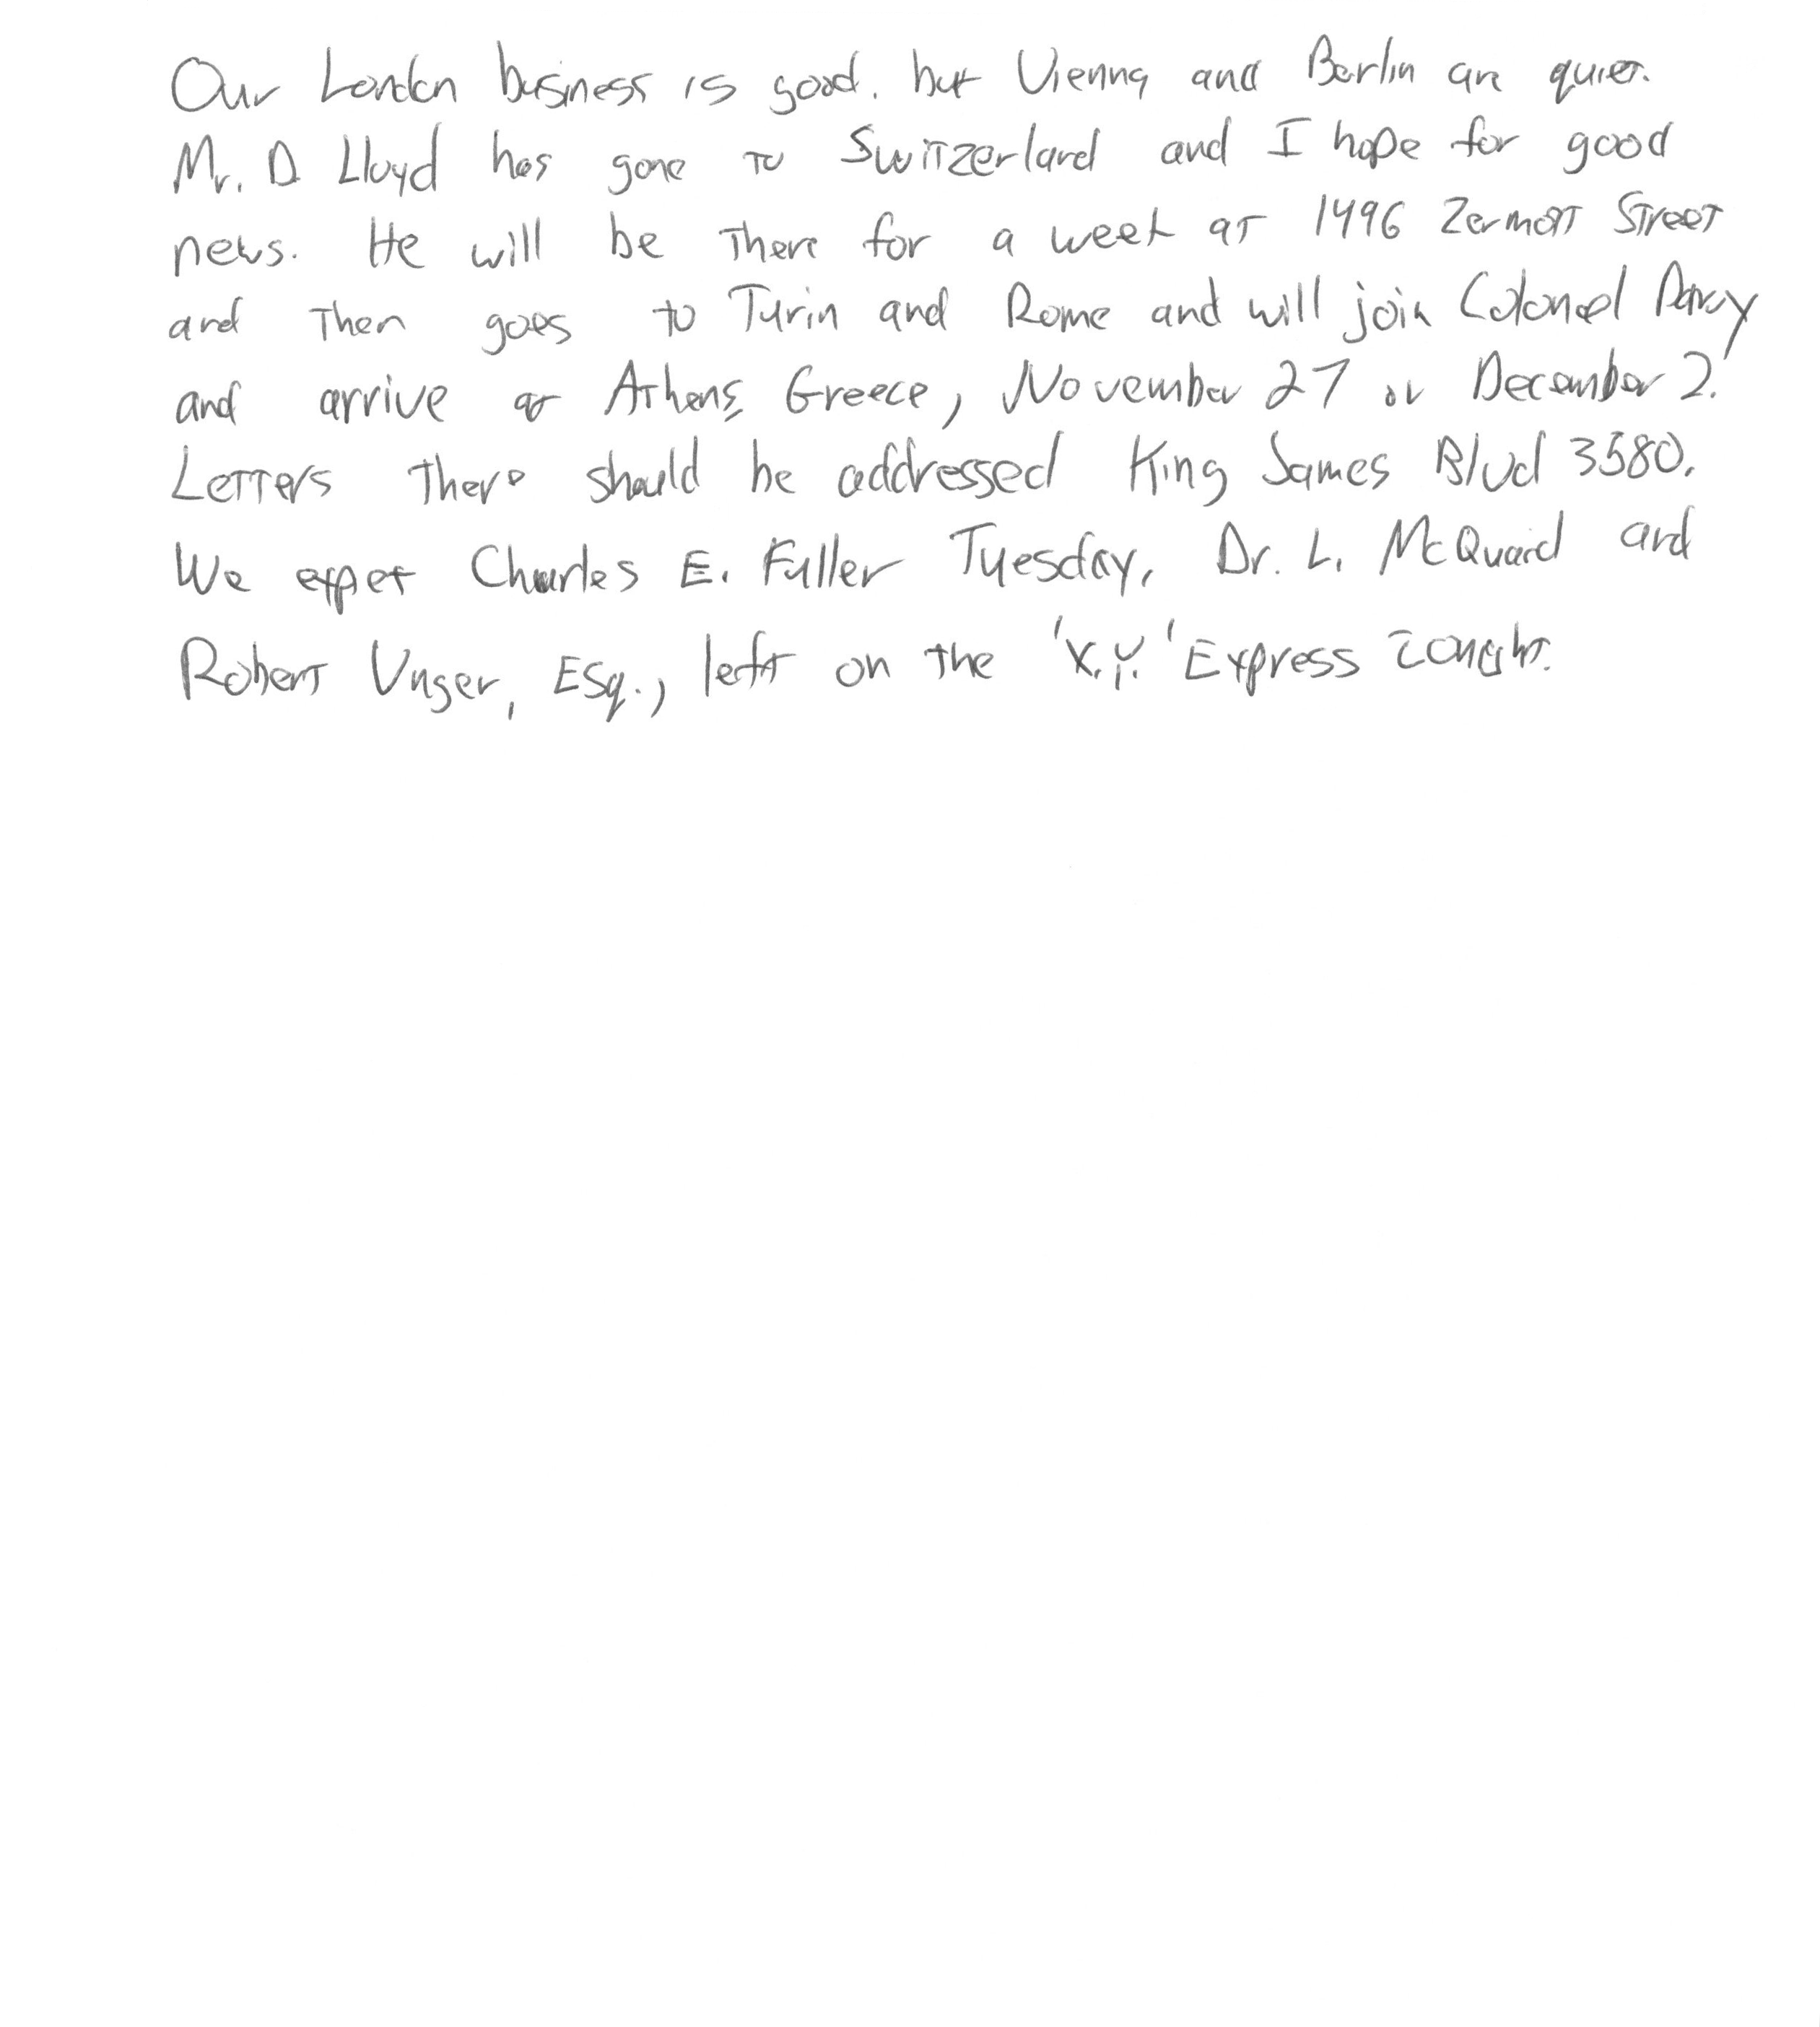 Our London business is good. but Vienna and Berlin are quiet.
Mr. D Lloyd has gone to Switzerland and I hope for good
news. He will be there for a week at 1496 Zermott Street
and then goes to Turin and Rome and will join Colonel Parry
and arrive at Athens, Greece, November 27 or December 2.
Letters there should be addressed King James Blvd 3580.
We expet Charles E. Fuller Tuesday. Dr. L. McQuaid and
Robert Unger, Esq., left on the 'X.Y.' Express tonight.